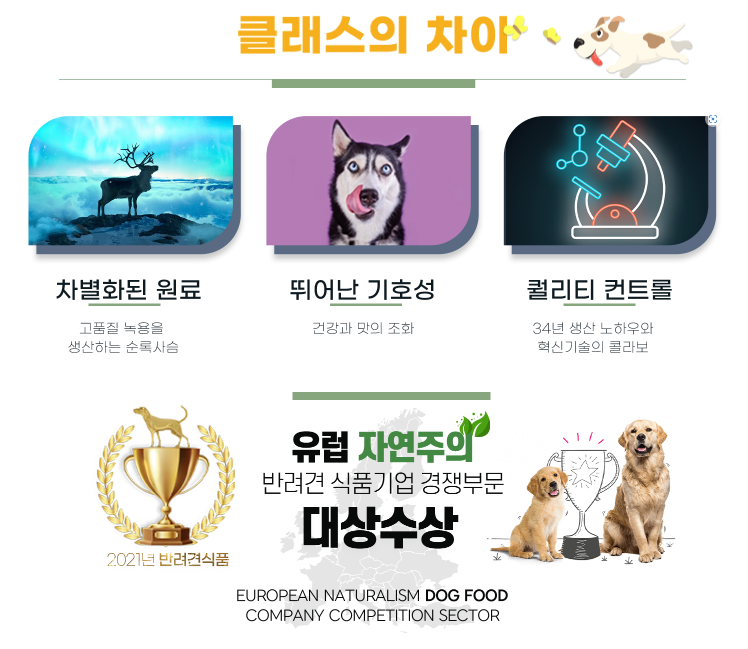 클래스의 차이
차별화된 원료
고품질 녹용을
생산하는 순록사슴
뛰어난 기호성
건강과 맛의 조화
퀄리티 컨트롤
34년 생산 노하우와
혁신기술의 콜라보
2021년 반려견식품
유럽 자연주의
반려견 식품기업 경쟁부문
대상수상
EUROPEAN NATURALISM DOG FOOD
COMPANY COMPETITION SECTOR